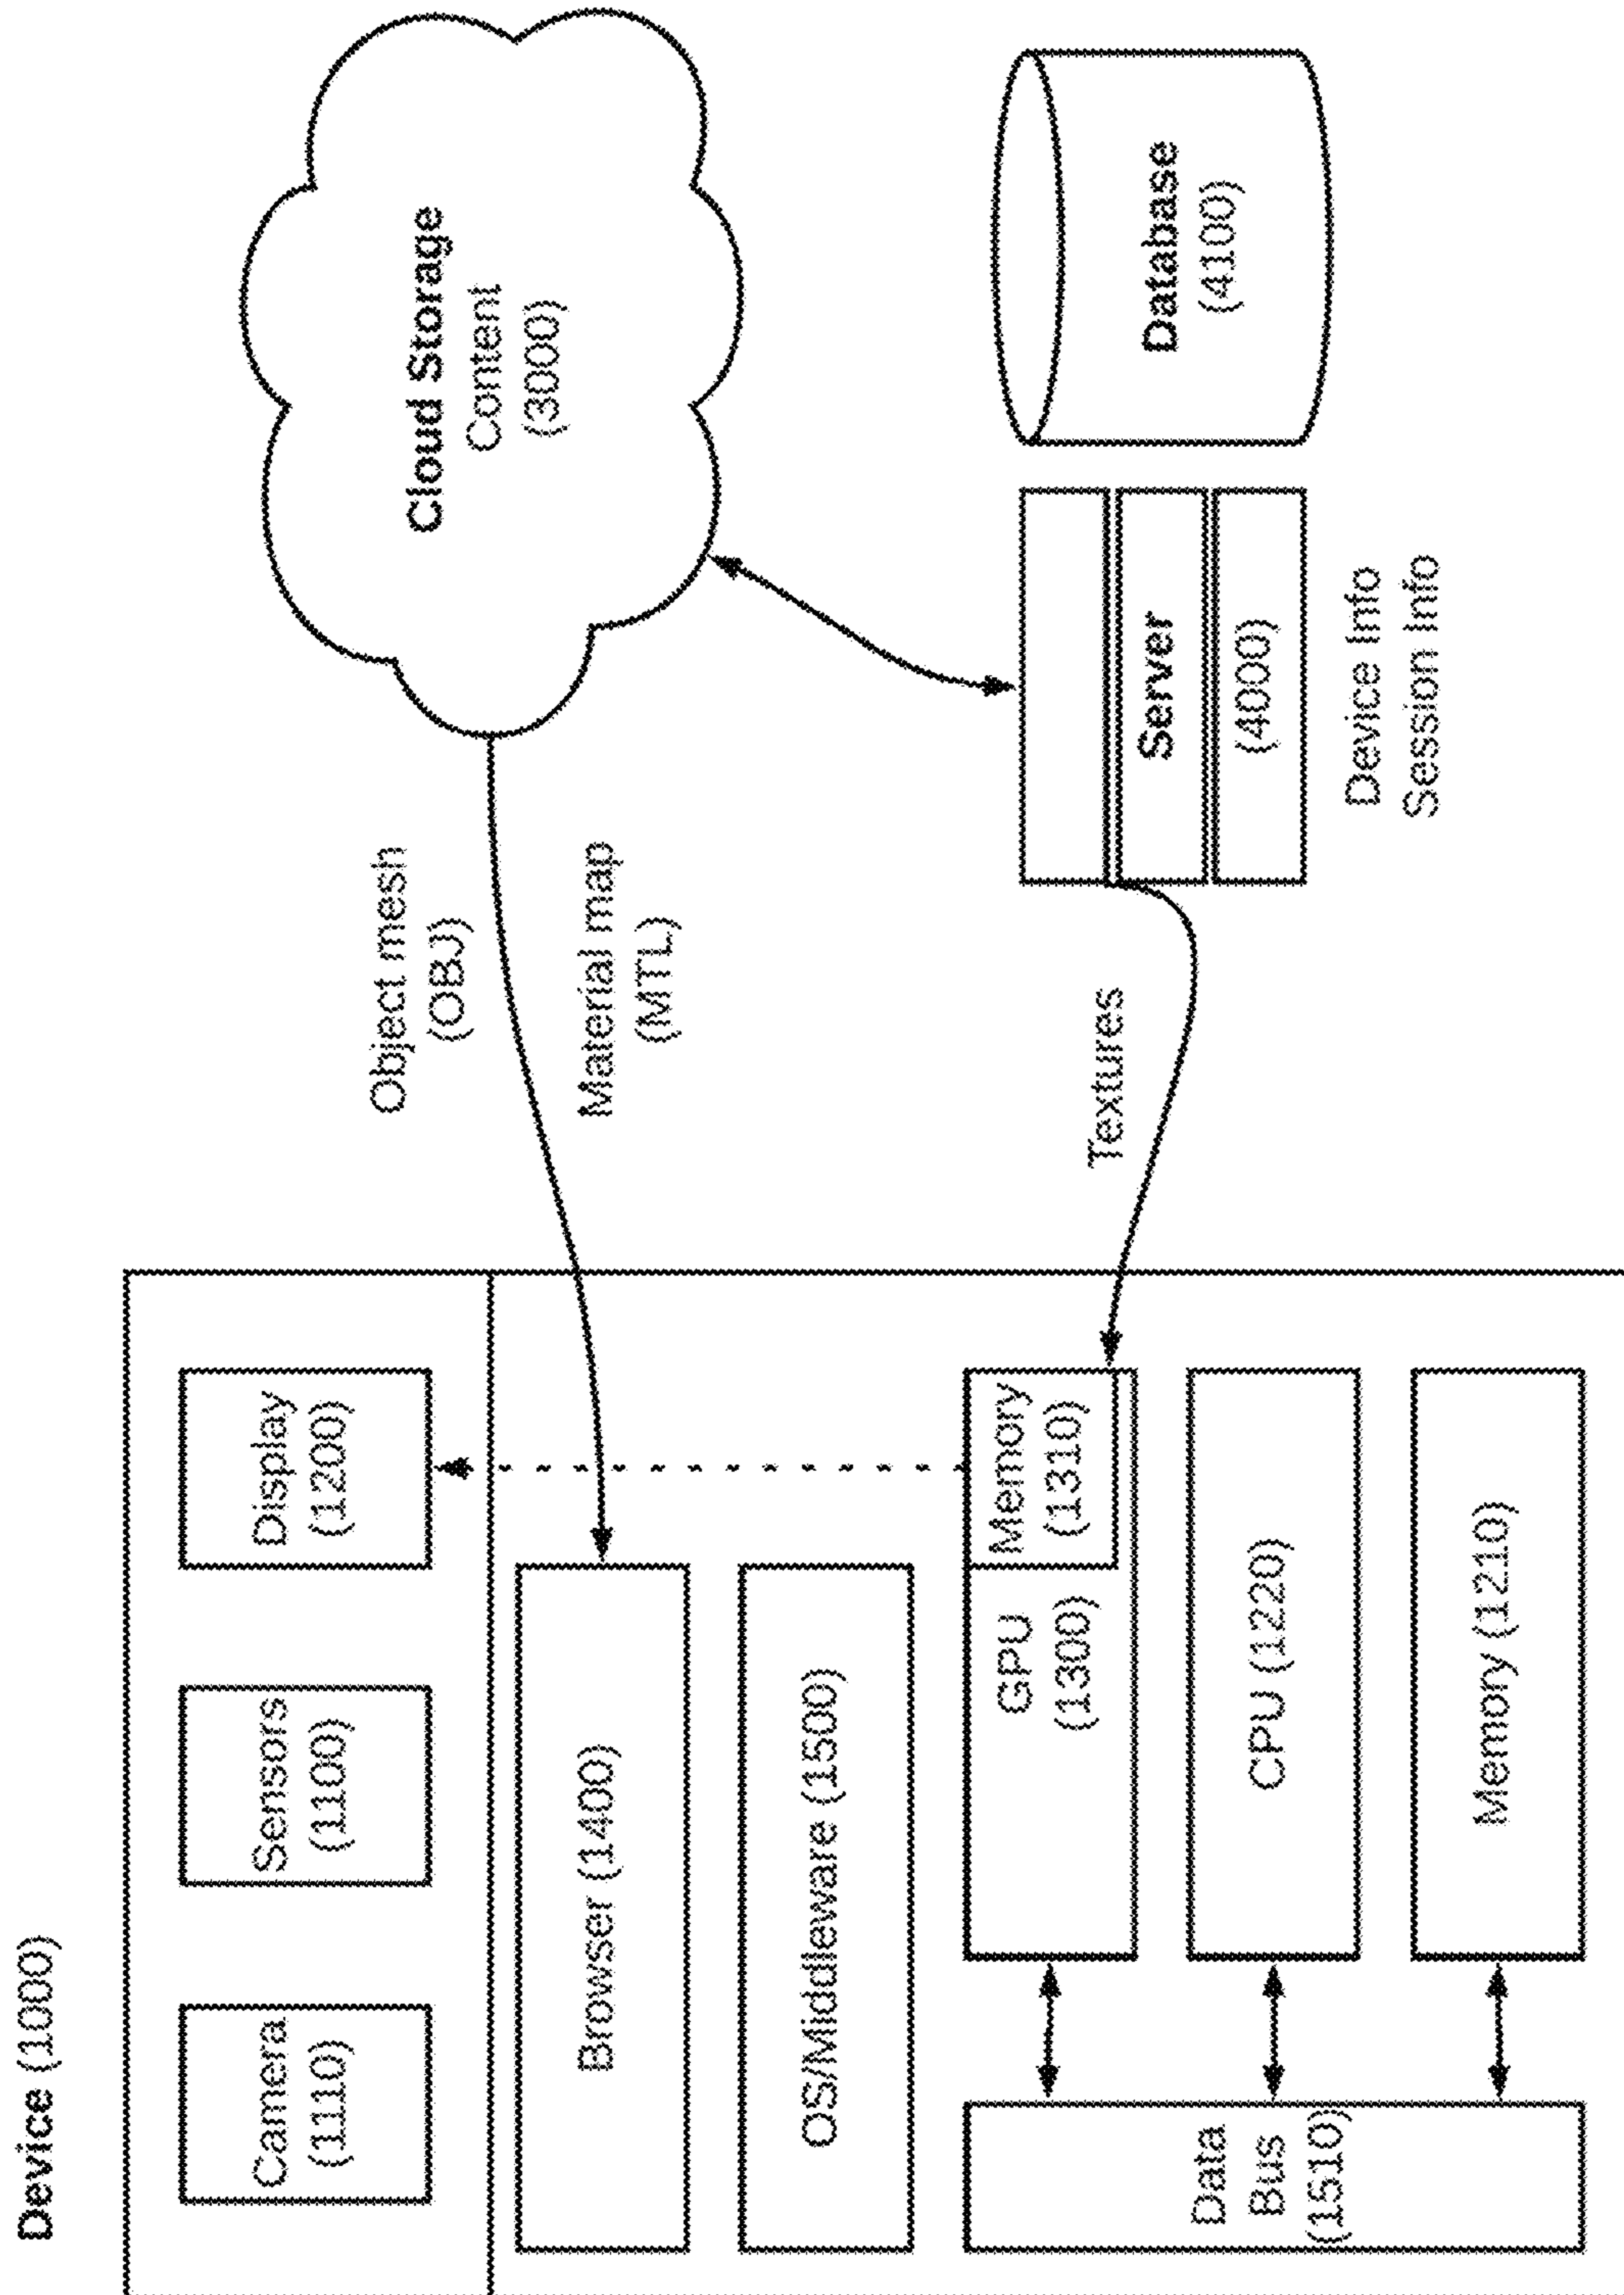 Device (1000)
Camera
(1110)
Sensors
(1100)
Display
(1200)
Browser (1400)
OS/Middleware (1500)
Data
Bus
(1510)
GPU
(1300)
Memory
(1310)
CPU (1220)
Memory (1210)
Object mesh
(OBJ)
Material map
(MTL)
Textures
Cloud Storage
Content
(3000)
Server
(4000)
Device Info
Session Info
Database
(4100)